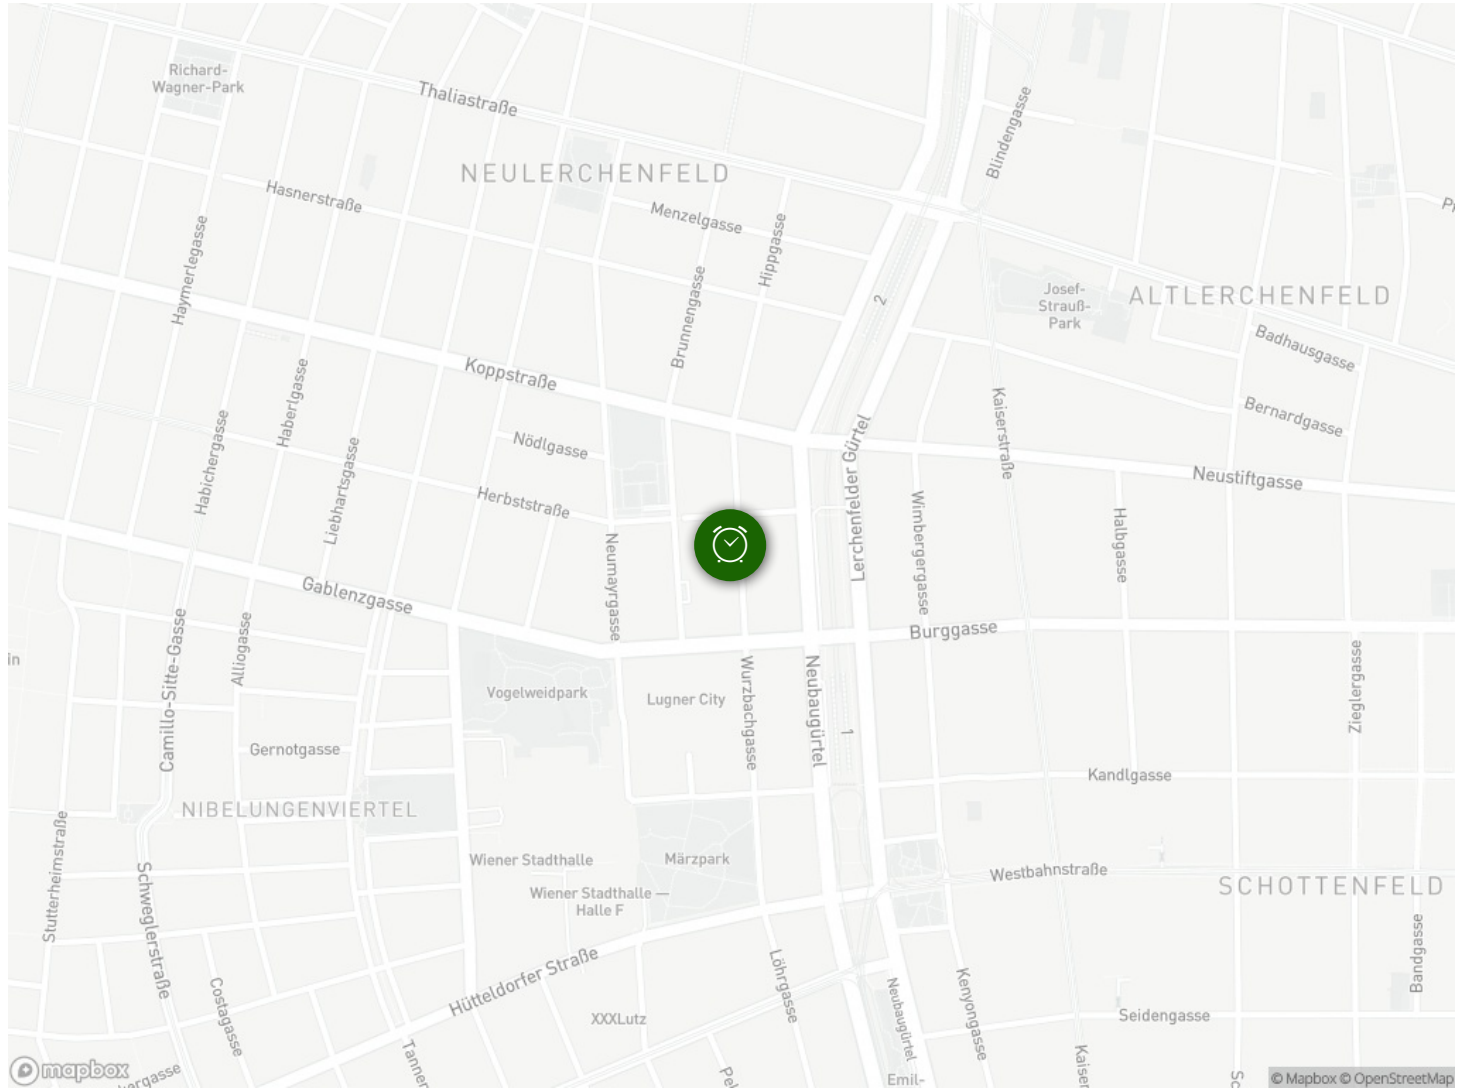 Richard-
Wagner-Park
Thaliastraße
Blindengasse
NEULERCHENFELD
Hasnerstraße
Menzelgasse
Hippgasse
Haymerlegasse
Brunnengasse
2
Josef-
Strauß-
Park
ALTLERCHENFELD
Badhausgasse
Bernardgasse
Koppstraße
Haberlgasse
Habichergasse
Liebhartsgasse
Nödlgasse
Herbststraße
Lerchenfelder Gürtel
Kaiserstraße
Neustiftgasse
Wimbergergasse
Halbgasse
Neumayrgasse
Gablenzgasse
Burggasse
Camillo-Sitte-Gasse
Alliogasse
in
Vogelweidpark
Lugner City
Wurzbachgasse
Neubaugürtel
1
Zieglergasse
Gernotgasse
Kandlgasse
NIBELUNGENVIERTEL
Stutterheimstraße
Schweglerstraße
Wiener Stadthalle
Wiener Stadthalle —
Halle F
Märzpark
Westbahnstraße
SCHOTTENFELD
Bandgasse
Hütteldorfer Straße
Löhrgasse
Costagasse
XXXLutz
Neubaugürtel
Kenyongasse
Seidengasse
Emil-
mapbox
© Mapbox © OpenStreetMap